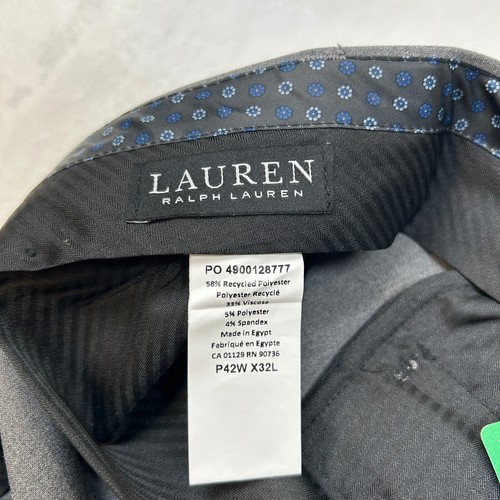 LAUREN
RALPH LAUREN
PO 4900128777
58% Recycled Polyester
Polyester Recyclé
33% Viscose
5% Polyester
4% Spandex
Made in Egypt
Fabriqué en Egypte
CA 01129 RN 90736
P42W X32L